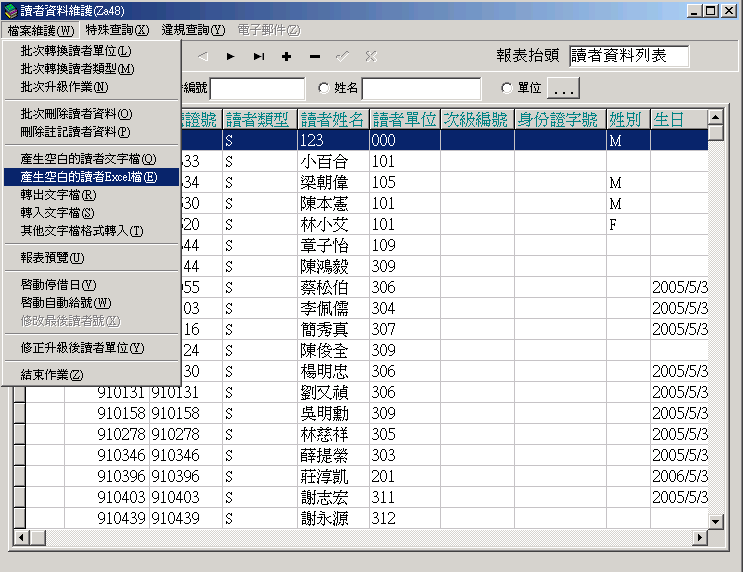 讀者資料維護(Za48)
檔案維護(W) 特殊查詢(X) 違規查詢(Y) 電子郵件(Z)
批次轉換讀者單位(L)
批次轉換讀者類型(M)
批次升級作業(N)
批次刪除讀者資料(O)
刪除註記讀者資料(P)
產生空白的讀者文字檔(Q)
產生空白的讀者Excel檔(E)
轉出文字檔(R)
轉入文字檔(S)
其他文字檔格式轉入(T)
報表預覽(U)
啟動停借日(V)
啟動自動給號(W)
修改最後讀者號(X)
修正升級後讀者單位(Y)
結束作業(Z)
報表抬頭 讀者資料列表
編號 姓名 單位 ...
證號 讀者類型 讀者姓名 讀者單位 次級編號 身份證字號 姓別 生日
S 123 000 M
533 S 小百合 101
534 S 梁朝偉 105 M
530 S 陳本憲 101 M
520 S 林小艾 101 F
544 S 章子怡 109
44 S 陳鴻毅 309
055 S 蔡松伯 306 2005/5/3
03 S 李佩儒 304 2005/5/3
16 S 簡秀真 307 2005/5/3
24 S 陳俊全 309
30 S 楊明忠 306 2005/5/3
910131 910131 S 劉又禎 306 2005/5/3
910158 910158 S 吳明勳 309 2005/5/3
910278 910278 S 林慈祥 305 2005/5/3
910346 910346 S 薛提榮 303 2005/5/3
910396 910396 S 莊淳凱 201 2006/5/3
910403 910403 S 謝志宏 311 2005/5/3
910439 910439 S 謝永源 312